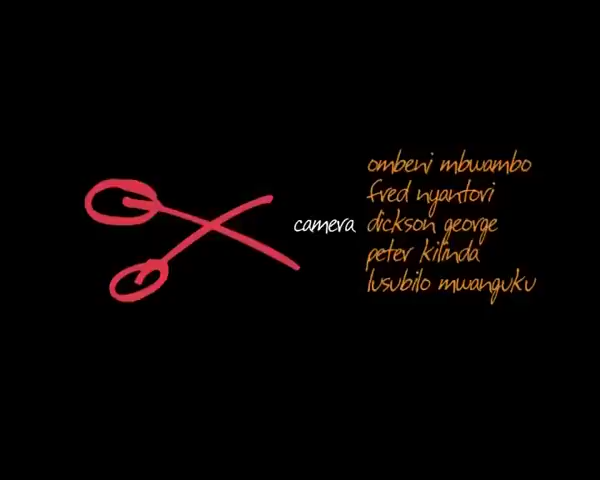 ombeni mbwambo
fred nyantori
camera dickson george
peter kilinda
lusubilo mwanguku